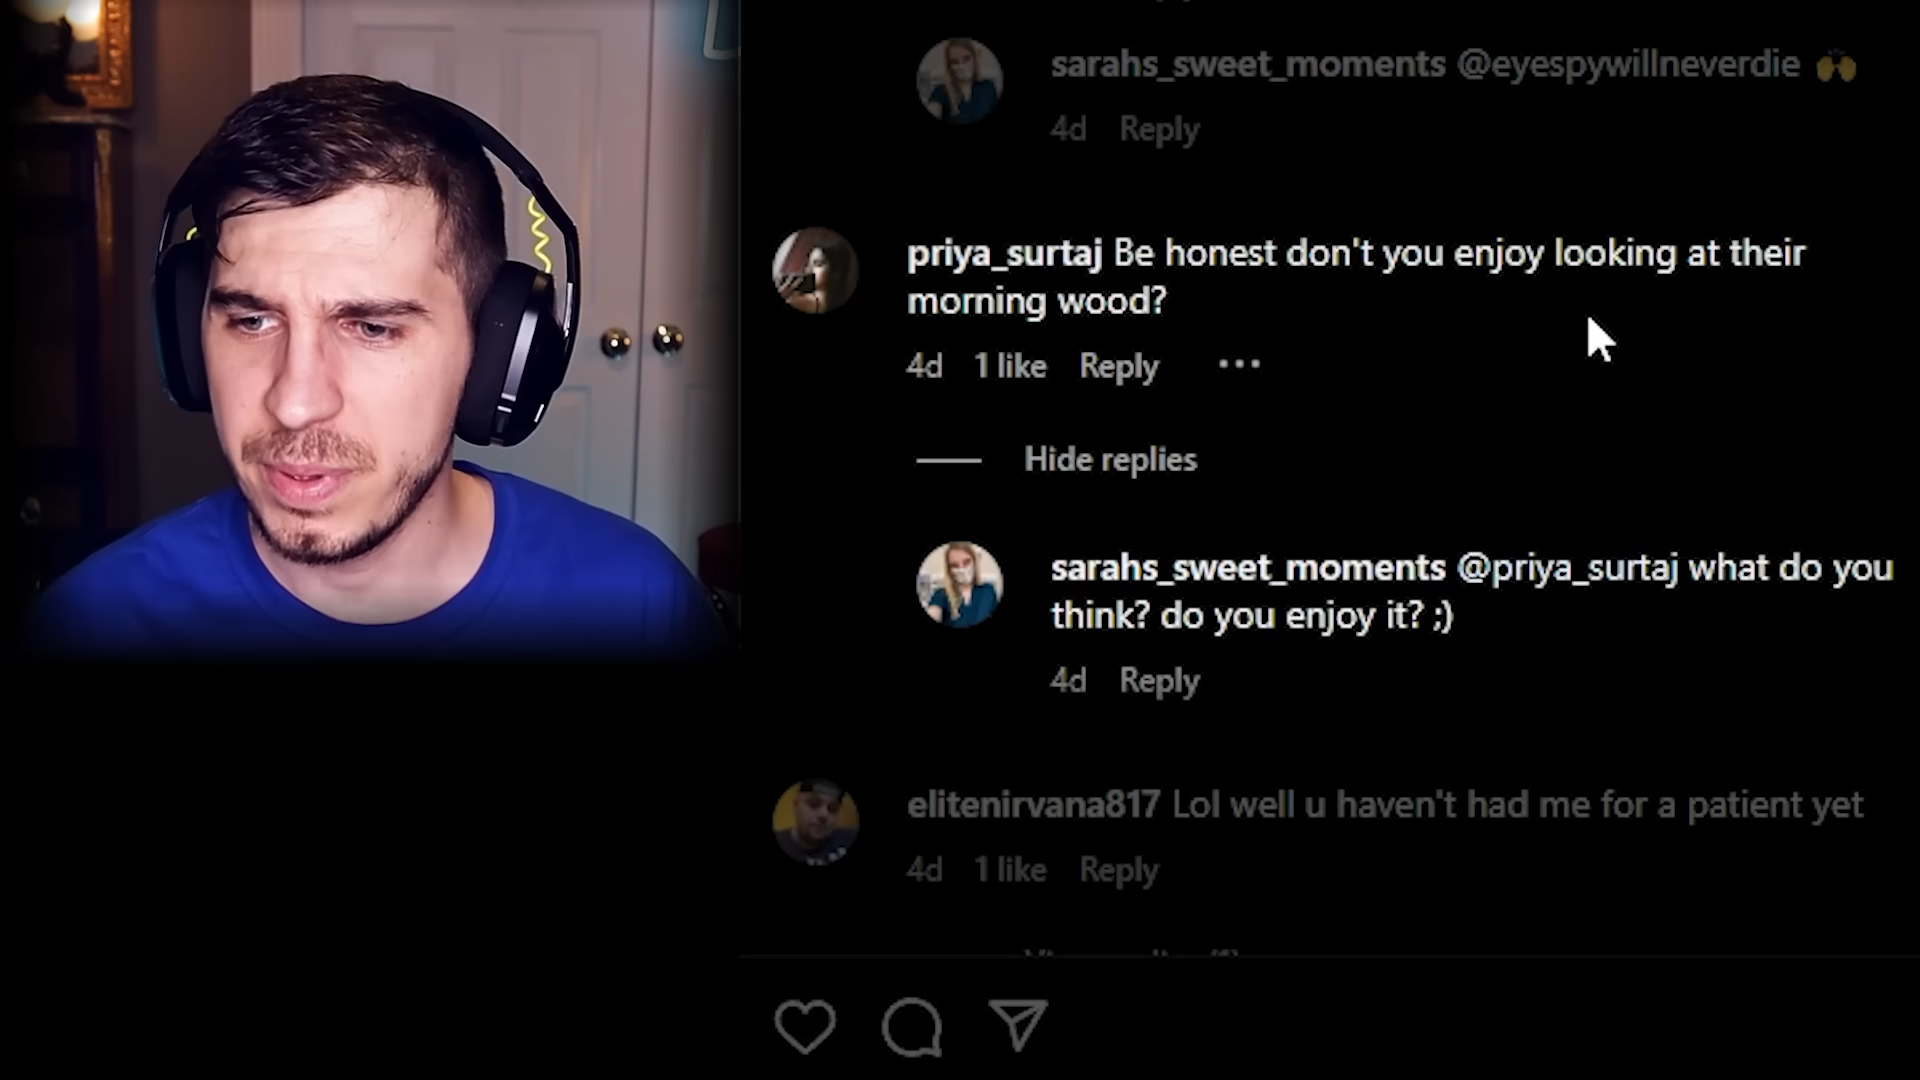 sarahs_sweet_moments @eyespywillneverdie 🙌
4d Reply
priya_surtaj Be honest don't you enjoy looking at their
morning wood?
4d 1 like Reply ...
Hide replies
sarahs_sweet_moments @priya_surtaj what do you
think? do you enjoy it? ;)
4d Reply
elitenirvana817 Lol well u haven't had me for a patient yet
4d 1 like Reply